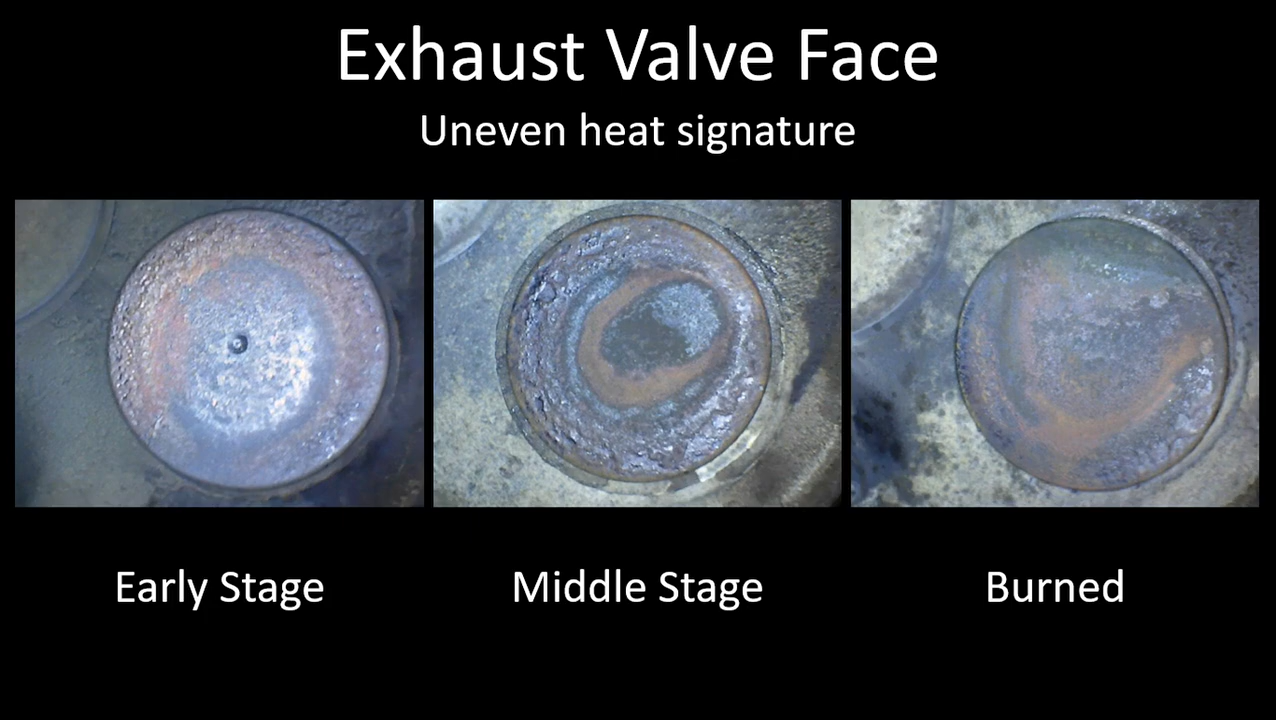 Exhaust Valve Face
Uneven heat signature
Early Stage
Middle Stage
Burned